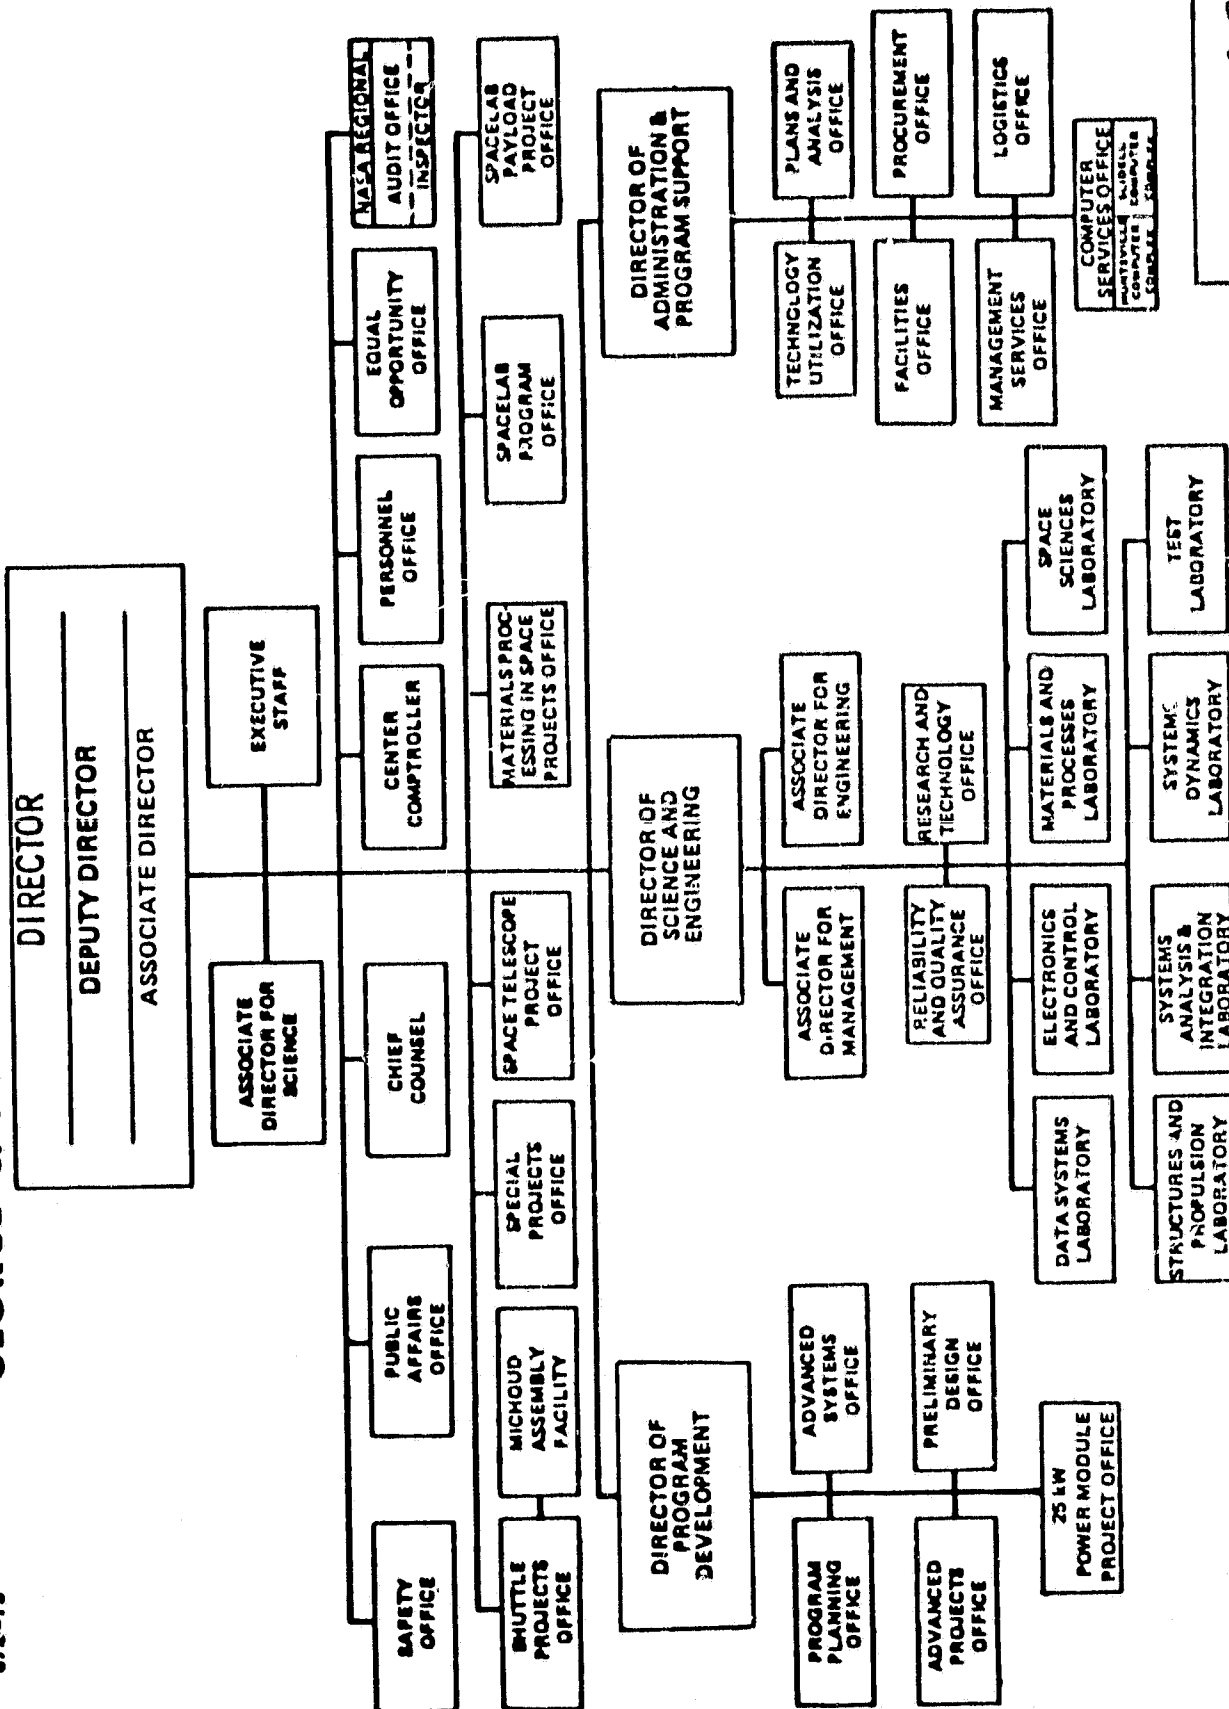 DIRECTOR
DEPUTY DIRECTOR
ASSOCIATE DIRECTOR
ASSOCIATE
DIRECTOR FOR
SCIENCE
EXECUTIVE
STAFF
SAFETY
OFFICE
PUBLIC
AFFAIRS
OFFICE
CHIEF
COUNSEL
CENTER
COMPTROLLER
PERSONNEL
OFFICE
EQUAL
OPPORTUNITY
OFFICE
NASA REGIONAL
AUDIT OFFICE
INSPECTOR
SHUTTLE
PROJECTS
OFFICE
MICHOUD
ASSEMBLY
FACILITY
SPECIAL
PROJECTS
OFFICE
SPACE TELESCOPE
PROJECT
OFFICE
MATERIALS PROC-
ESSING IN SPACE
PROJECTS OFFICE
SPACELAB
PROGRAM
OFFICE
SPACELAB
PAYLOAD
PROJECT
OFFICE
DIRECTOR OF
PROGRAM
DEVELOPMENT
DIRECTOR OF
SCIENCE AND
ENGINEERING
DIRECTOR OF
ADMINISTRATION &
PROGRAM SUPPORT
PROGRAM
PLANNING
OFFICE
ADVANCED
SYSTEMS
OFFICE
ADVANCED
PROJECTS
OFFICE
PRELIMINARY
DESIGN
OFFICE
25 kW
POWER MODULE
PROJECT OFFICE
ASSOCIATE
DIRECTOR FOR
MANAGEMENT
ASSOCIATE
DIRECTOR FOR
ENGINEERING
RELIABILITY
AND QUALITY
ASSURANCE
OFFICE
RESEARCH AND
TECHNOLOGY
OFFICE
DATA SYSTEMS
LABORATORY
ELECTRONICS
AND CONTROL
LABORATORY
MATERIALS AND
PROCESSES
LABORATORY
SPACE
SCIENCES
LABORATORY
STRUCTURES AND
PROPULSION
LABORATORY
SYSTEMS
ANALYSIS &
INTEGRATION
LABORATORY
SYSTEMS
DYNAMICS
LABORATORY
TEST
LABORATORY
TECHNOLOGY
UTILIZATION
OFFICE
PLANS AND
ANALYSIS
OFFICE
FACILITIES
OFFICE
PROCUREMENT
OFFICE
MANAGEMENT
SERVICES
OFFICE
LOGISTICS
OFFICE
COMPUTER
SERVICES OFFICE
HUNTSVILLE
COMPUTER
COMPLEX
SLIDELL
COMPUTER
COMPLEX